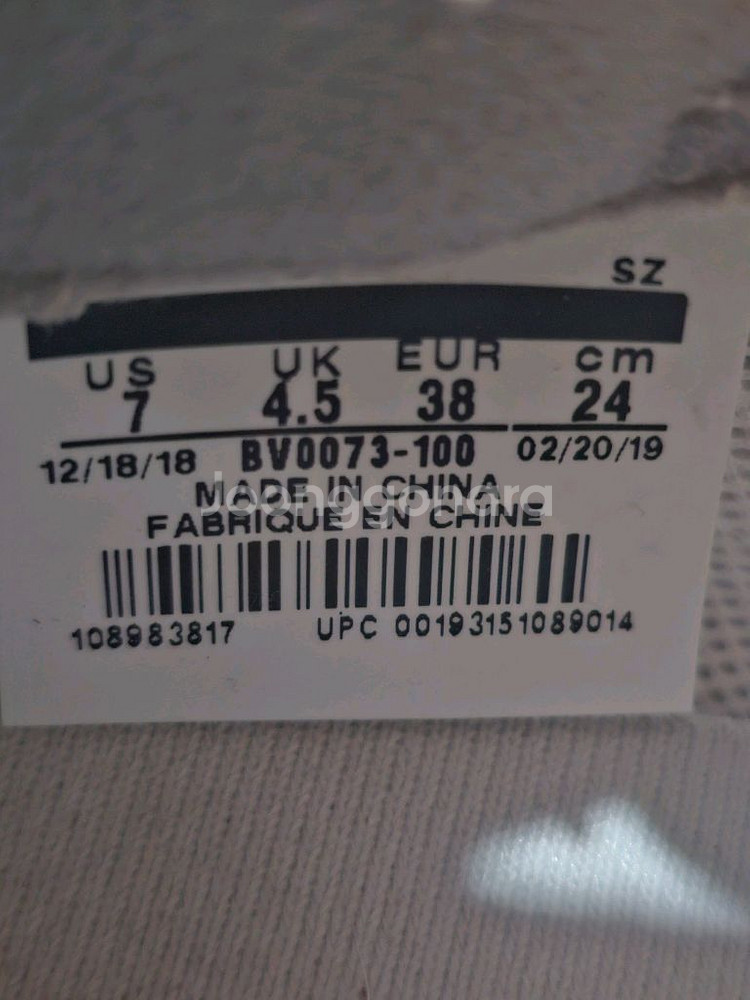 SZ
US UK EUR cm
7 4.5 38 24
12/18/18 BV0073-100 02/20/19
MADE IN CHINA
Joonggonara
FABRIQUE EN CHINE
108983817 UPC 00193151089014